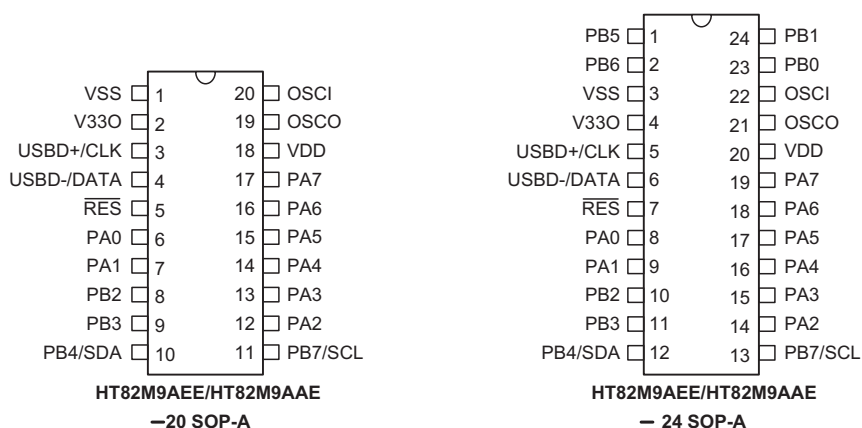 VSS 1 20 OSCI
V33O 2 19 OSCO
USBD+/CLK 3 18 VDD
USBD-/DATA 4 17 PA7
RES 5 16 PA6
PA0 6 15 PA5
PA1 7 14 PA4
PB2 8 13 PA3
PB3 9 12 PA2
PB4/SDA 10 11 PB7/SCL
HT82M9AEE/HT82M9AAE
–20 SOP-A
PB5 1 24 PB1
PB6 2 23 PB0
VSS 3 22 OSCI
V33O 4 21 OSCO
USBD+/CLK 5 20 VDD
USBD-/DATA 6 19 PA7
RES 7 18 PA6
PA0 8 17 PA5
PA1 9 16 PA4
PB2 10 15 PA3
PB3 11 14 PA2
PB4/SDA 12 13 PB7/SCL
HT82M9AEE/HT82M9AAE
– 24 SOP-A